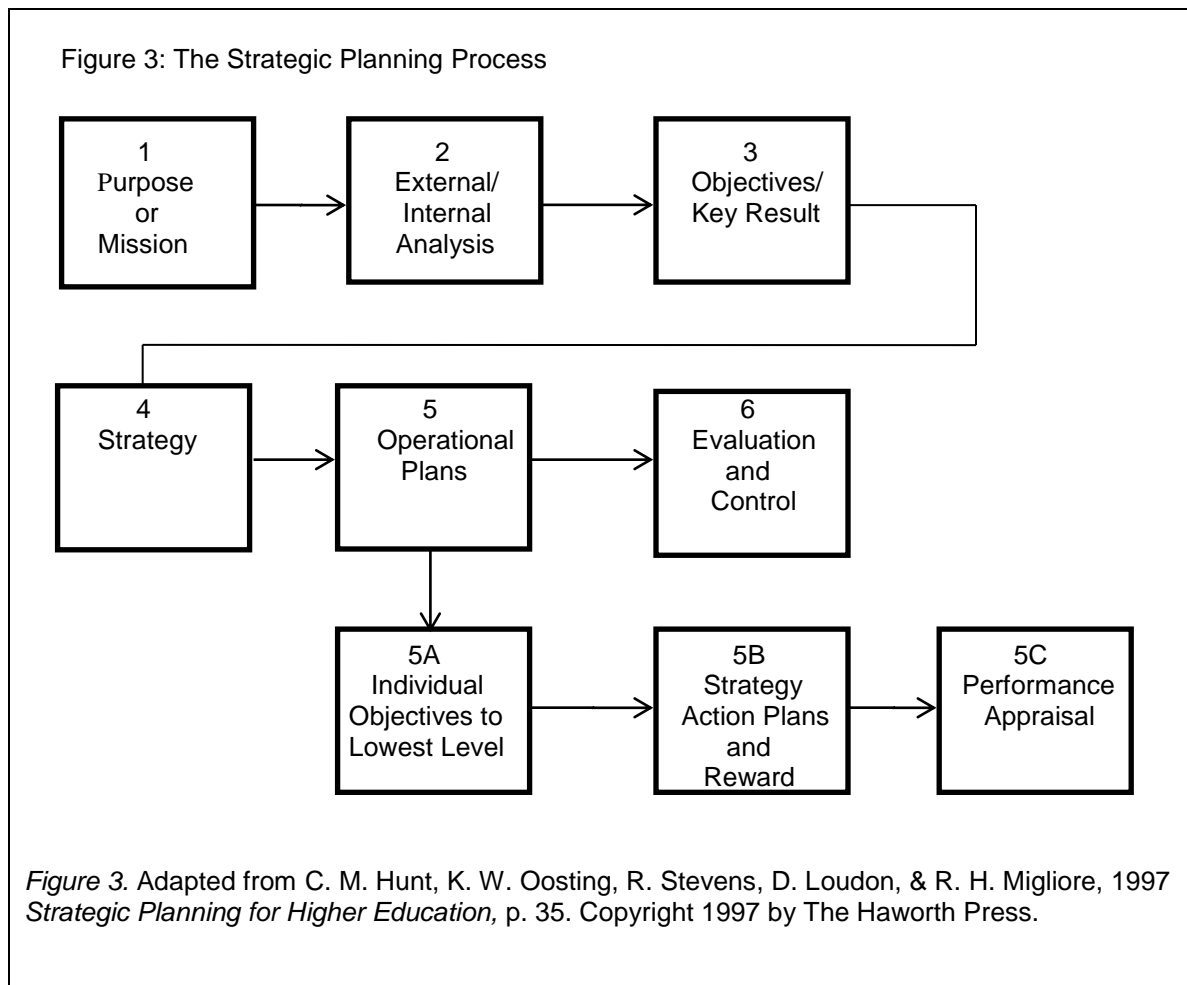 Figure 3: The Strategic Planning Process
1
Purpose
or
Mission
2
External/
Internal
Analysis
3
Objectives/
Key Result
4
Strategy
5
Operational
Plans
6
Evaluation
and
Control
5A
Individual
Objectives to
Lowest Level
5B
Strategy
Action Plans
and
Reward
5C
Performance
Appraisal
Figure 3. Adapted from C. M. Hunt, K. W. Oosting, R. Stevens, D. Loudon, & R. H. Migliore, 1997
Strategic Planning for Higher Education, p. 35. Copyright 1997 by The Haworth Press.